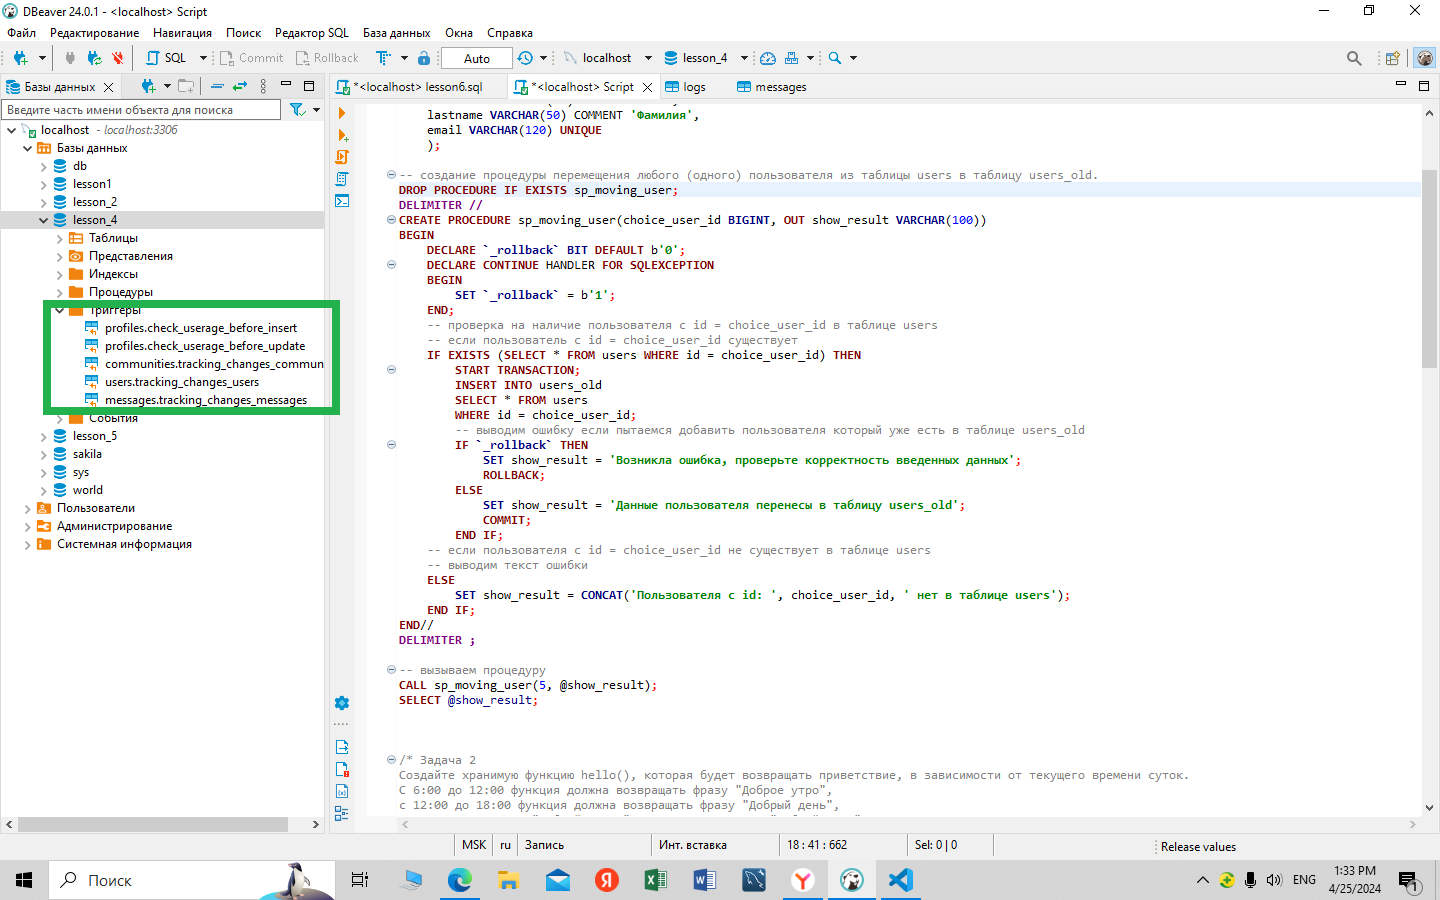 DBeaver 24.0.1 - <localhost> Script
Файл Редактирование Навигация Поиск Редактор SQL База данных Окна Справка
SQL Commit Rollback Auto localhost lesson_4
Базы данных
*<localhost> lesson6.sql *<localhost> Script logs messages
Введите часть имени объекта для поиска
localhost - localhost:3306
Базы данных
db
lesson1
lesson_2
lesson_4
Таблицы
Представления
Индексы
Процедуры
Триггеры
profiles.check_userage_before_insert
profiles.check_userage_before_update
communities.tracking_changes_commun
users.tracking_changes_users
messages.tracking_changes_messages
События
lesson_5
sakila
sys
world
Пользователи
Администрирование
Системная информация
lastname VARCHAR(50) COMMENT 'Фамилия',
email VARCHAR(120) UNIQUE
);
-- создание процедуры перемещения любого (одного) пользователя из таблицы users в таблицу users_old.
DROP PROCEDURE IF EXISTS sp_moving_user;
DELIMITER //
CREATE PROCEDURE sp_moving_user(choice_user_id BIGINT, OUT show_result VARCHAR(100))
BEGIN
DECLARE `_rollback` BIT DEFAULT b'0';
DECLARE CONTINUE HANDLER FOR SQLEXCEPTION
BEGIN
SET `_rollback` = b'1';
END;
-- проверка на наличие пользователя с id = choice_user_id в таблице users
-- если пользователь с id = choice_user_id существует
IF EXISTS (SELECT * FROM users WHERE id = choice_user_id) THEN
START TRANSACTION;
INSERT INTO users_old
SELECT * FROM users
WHERE id = choice_user_id;
-- выводим ошибку если пытаемся добавить пользователя который уже есть в таблице users_old
IF `_rollback` THEN
SET show_result = 'Возникла ошибка, проверьте корректность введенных данных';
ROLLBACK;
ELSE
SET show_result = 'Данные пользователя перенесы в таблицу users_old';
COMMIT;
END IF;
-- если пользователя с id = choice_user_id не существует в таблице users
-- выводим текст ошибки
ELSE
SET show_result = CONCAT('Пользователя с id: ', choice_user_id, ' нет в таблице users');
END IF;
END//
DELIMITER ;
-- вызываем процедуру
CALL sp_moving_user(5, @show_result);
SELECT @show_result;
/* Задача 2
Создайте хранимую функцию hello(), которая будет возвращать приветствие, в зависимости от текущего времени суток.
С 6:00 до 12:00 функция должна возвращать фразу "Доброе утро",
с 12:00 до 18:00 функция должна возвращать фразу "Добрый день",
MSK ru Запись Инт. вставка 18 : 41 : 662 Sel: 0 | 0 Release values
Поиск
ENG 1:33 PM
4/25/2024
1